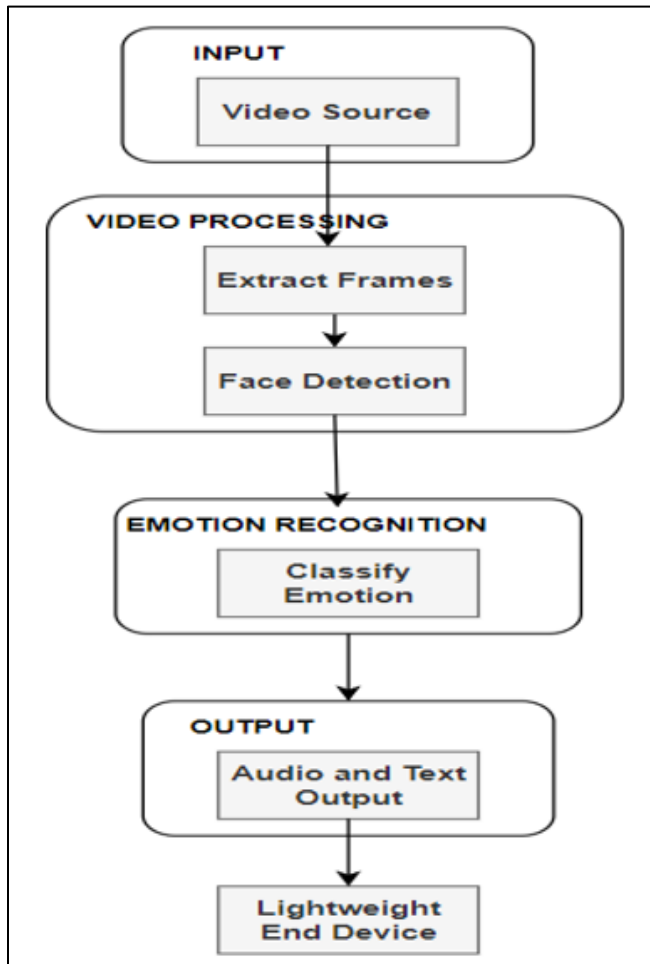 INPUT
Video Source
VIDEO PROCESSING
Extract Frames
Face Detection
EMOTION RECOGNITION
Classify
Emotion
OUTPUT
Audio and Text
Output
Lightweight
End Device